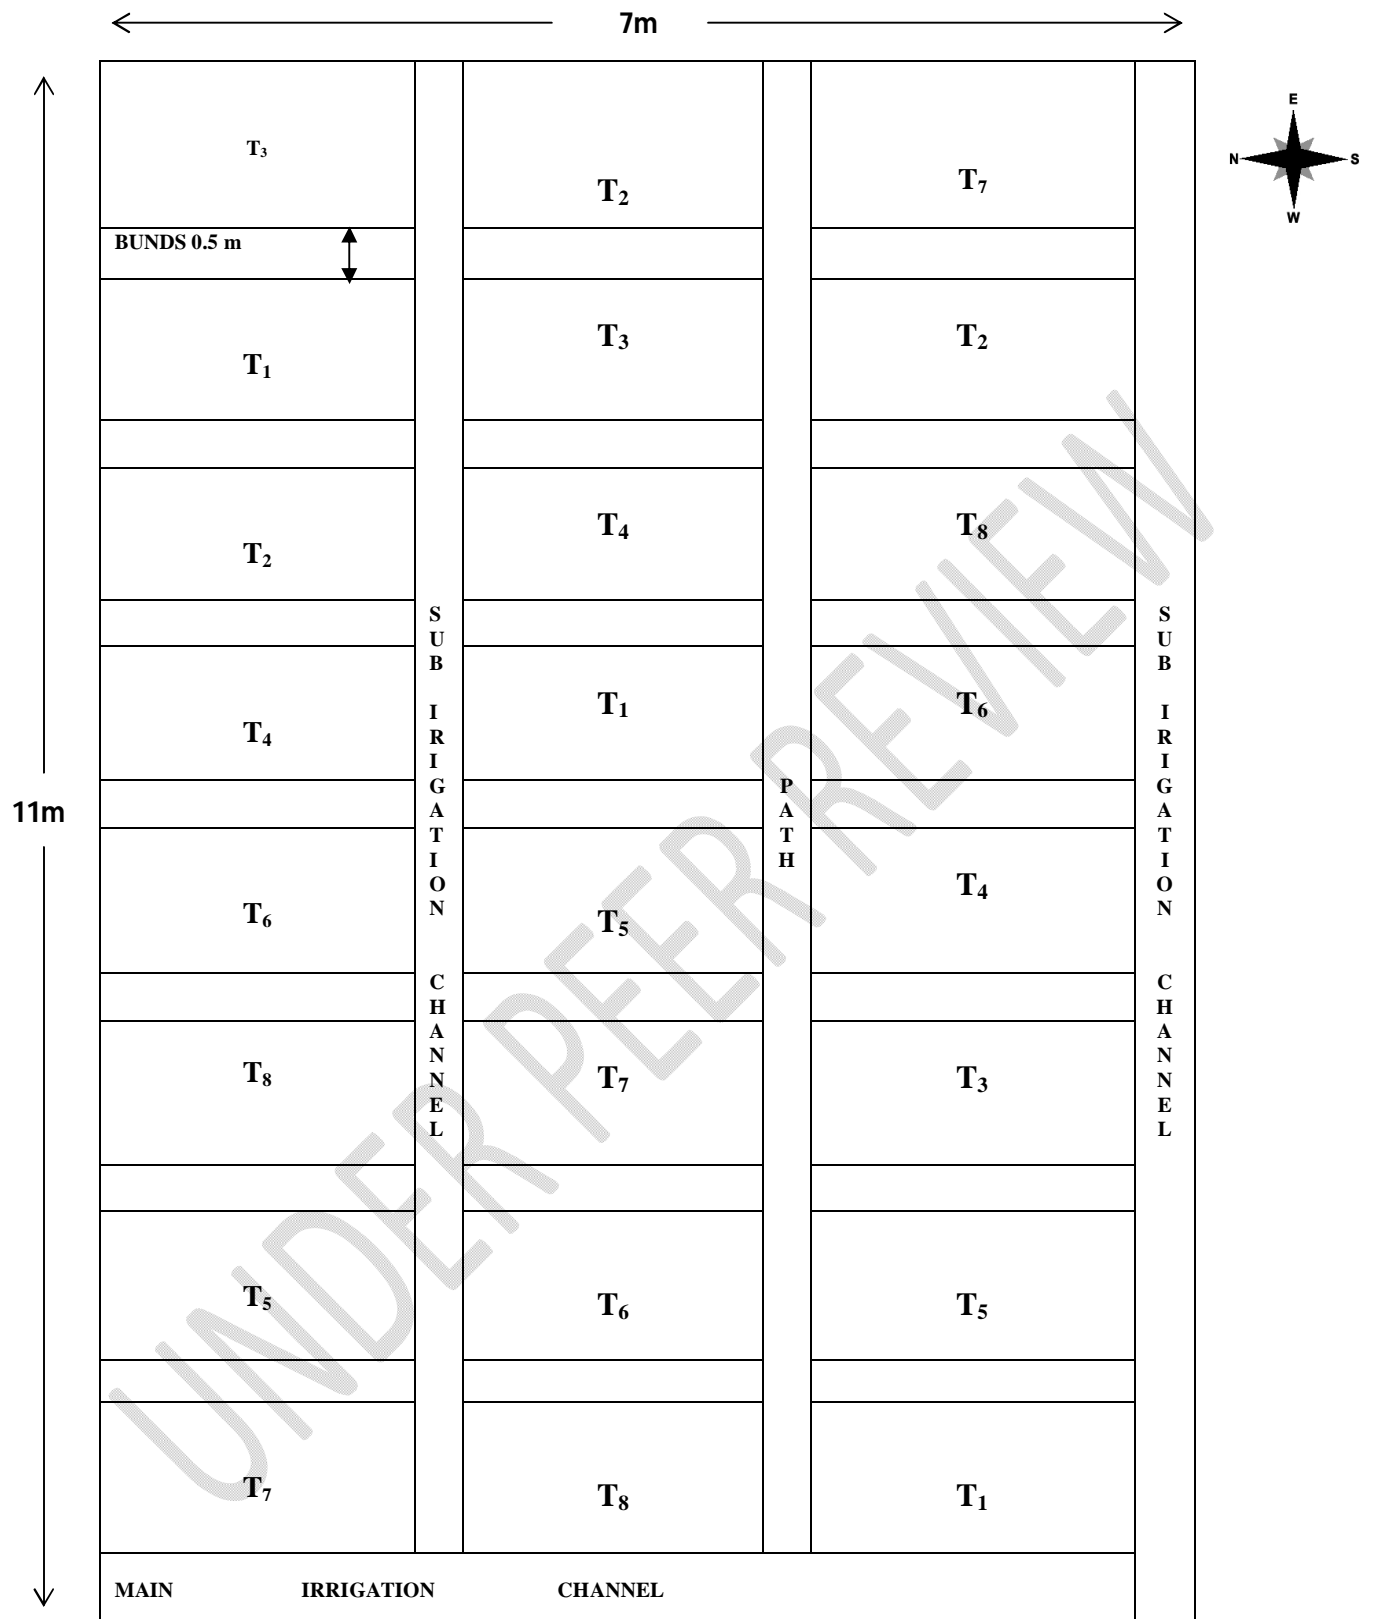 7m
E
N S
W
T₃
T₂
T₇
BUNDS 0.5 m
T₁
T₃
T₂
T₂
T₄
T₈
T₄
T₁
T₆
T₆
T₅
T₄
T₈
T₇
T₃
T₅
T₆
T₅
T₇
T₈
T₁
SUB IRRIGATION CHANNEL
PATH
SUB IRIGATION CHANNEL
11m
MAIN IRRIGATION CHANNEL
UNDER PEER REVIEW